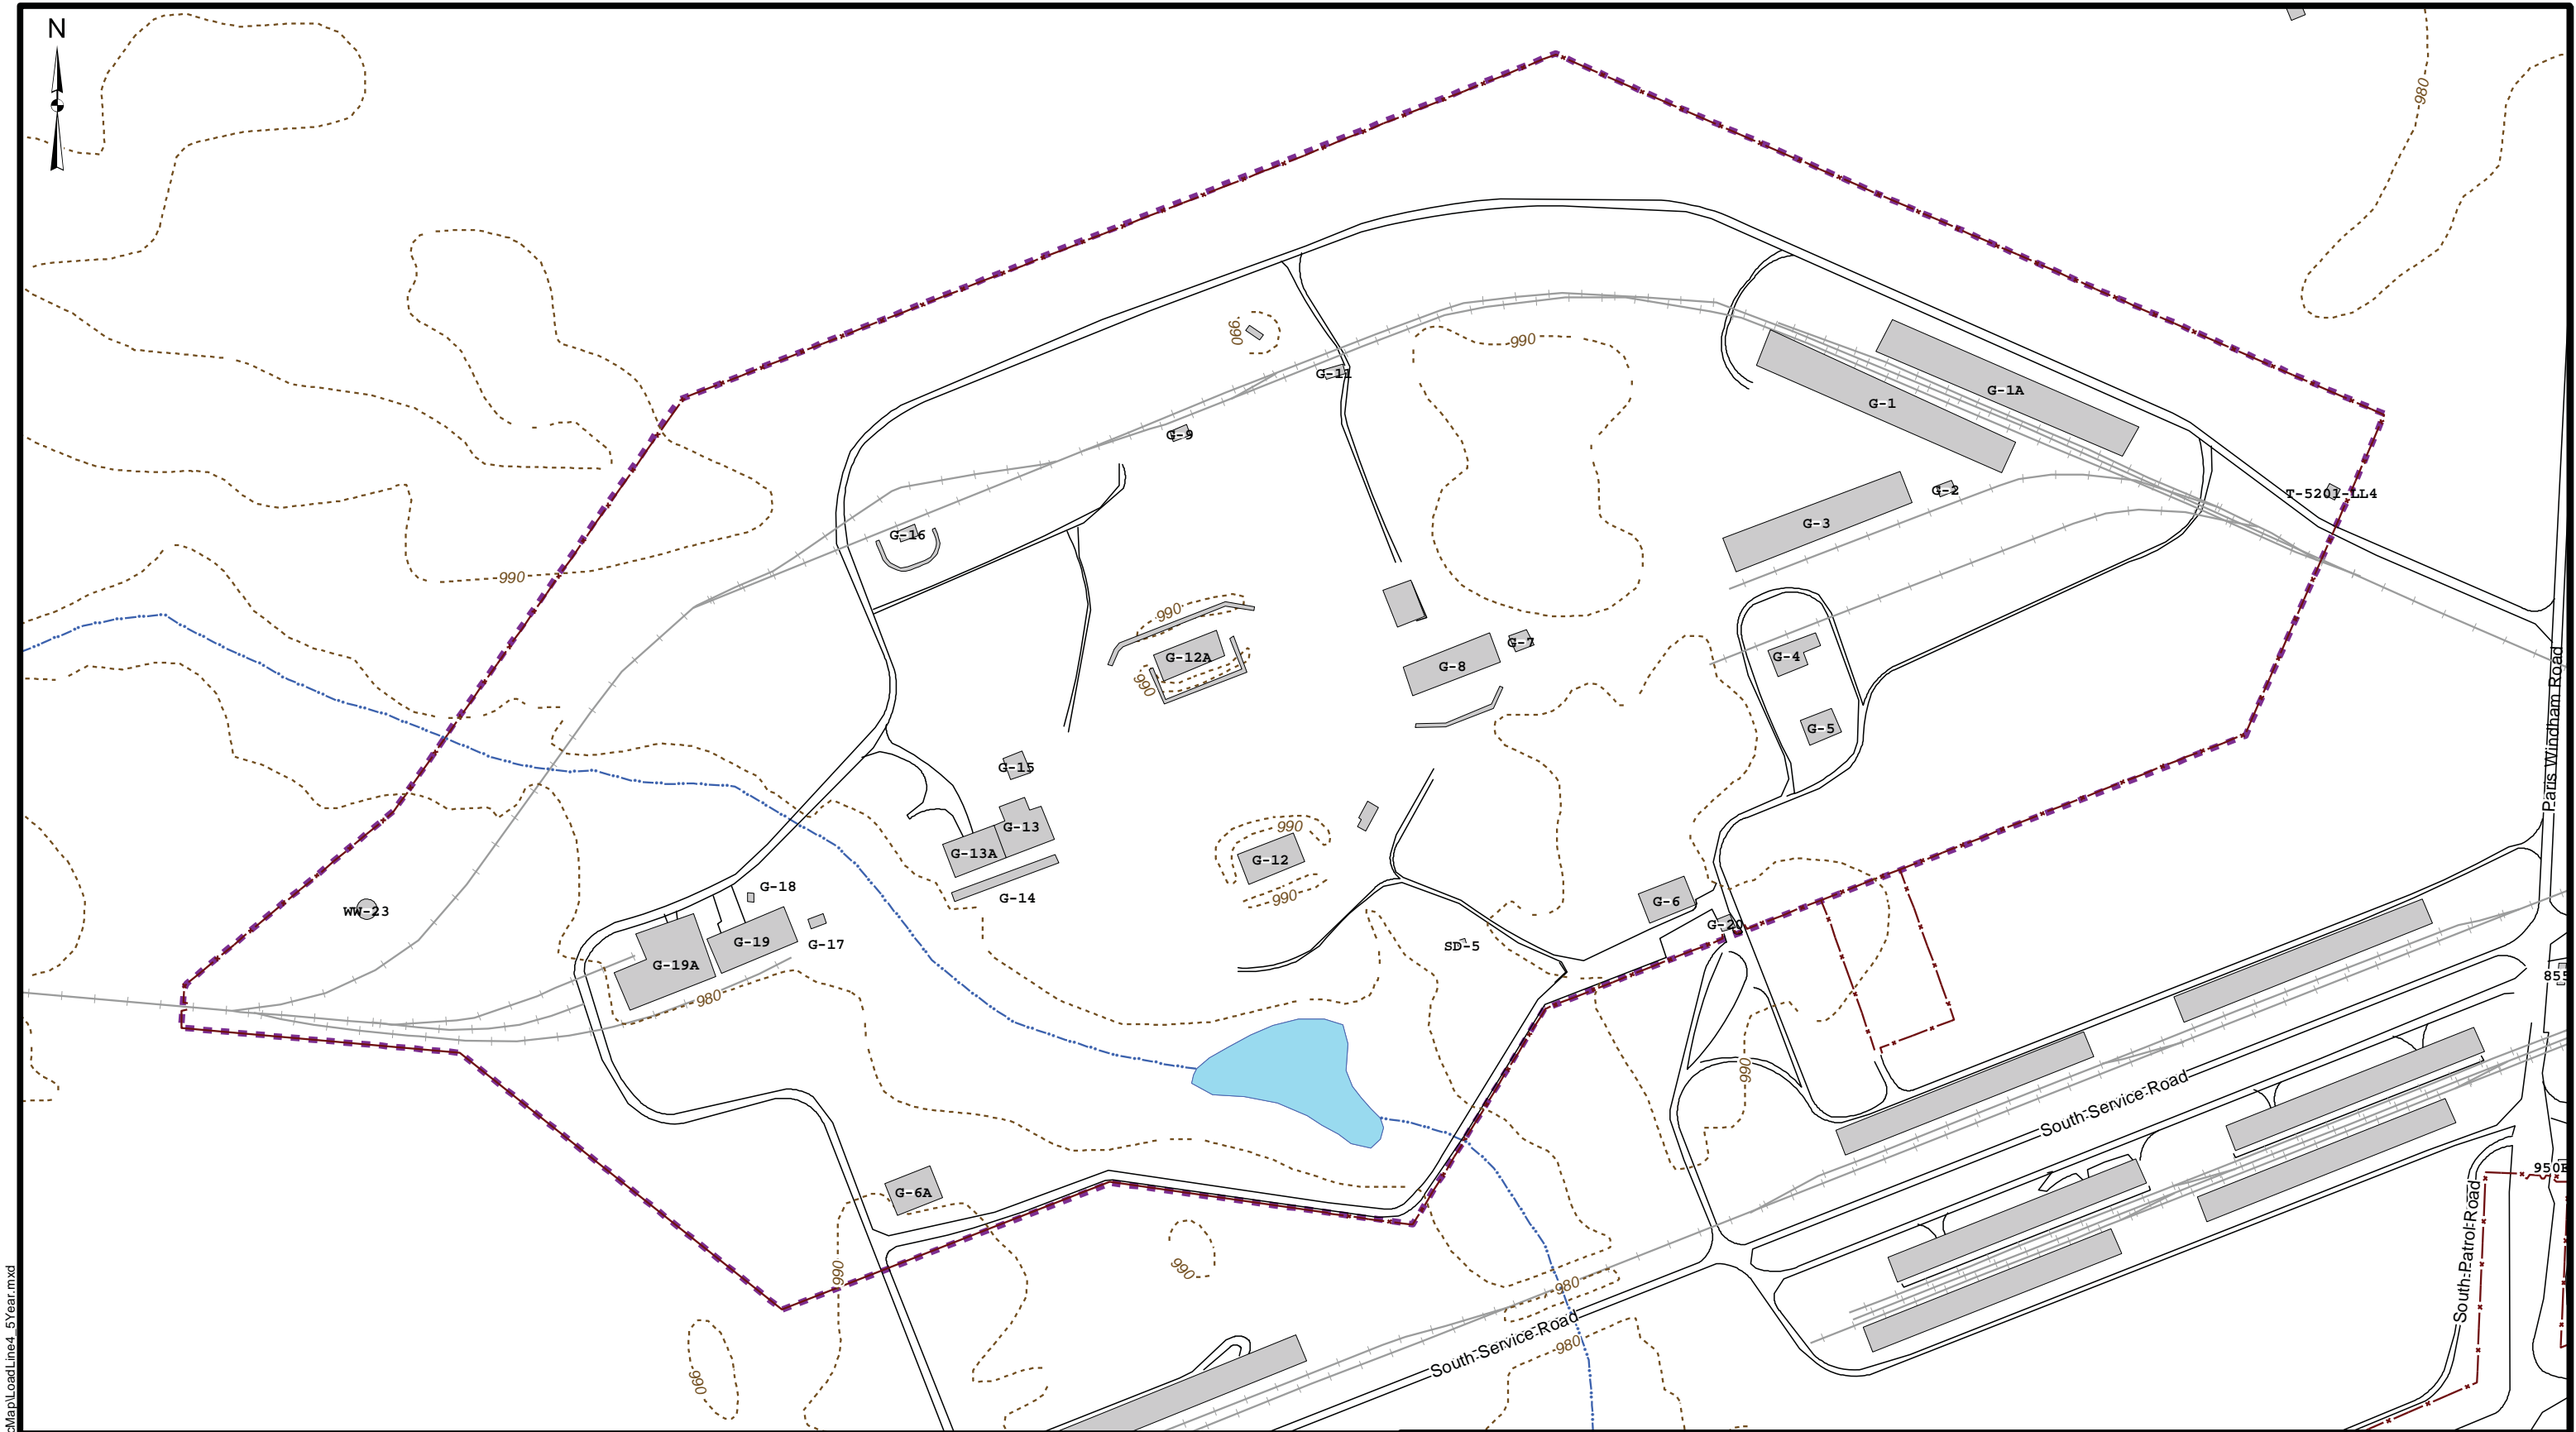 N
980
990
990
G-11
G-1A
G-1
G-9
G-2
T-5201-LL4
G-3
G-16
990
990
G-12A
990
G-7
G-8
G-4
G-5
Paris Windham Road
G-15
G-13
990
G-13A
G-12
G-18
G-14
990
WW-23
G-6
G-20
G-19
G-17
SD-5
G-19A
980
855
990
South Service Road
950
G-6A
South Patrol Road
990
990
980
South Service Road
980
990
cMap\LoadLine4_5Year.mxd